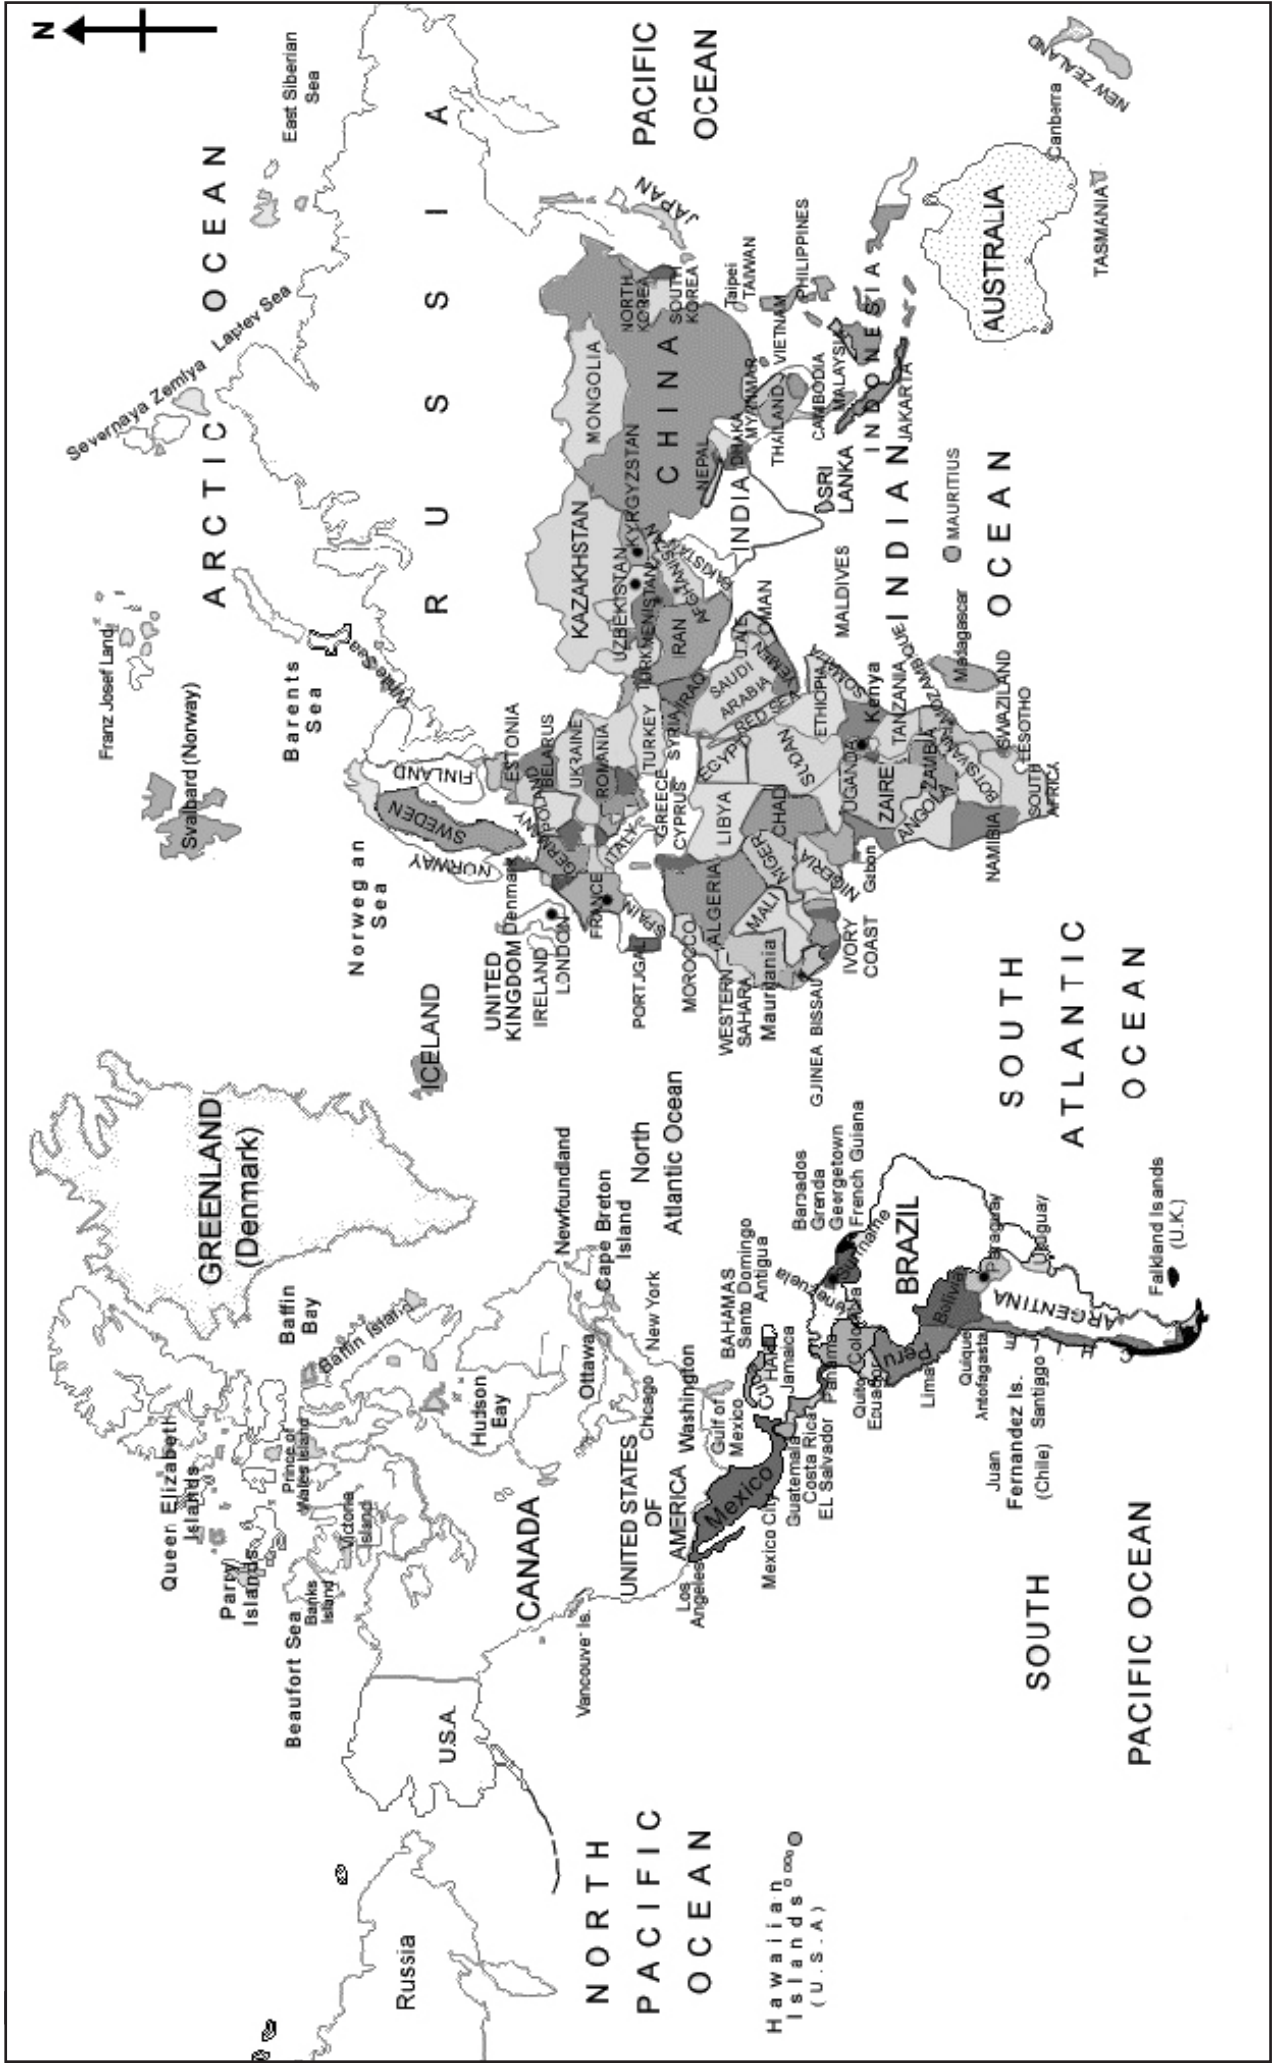 N
ARCTIC OCEAN
East Siberian
Sea
Laptev Sea
Severnaya Zemlya
Franz Josef Land
Svalbard (Norway)
Barents
Sea
White Sea
Norweg an
Sea
GREENLAND
(Denmark)
ICELAND
Baffin
Bay
Baffin Island
Queen Elizabeth
Islands
Parry
Islands
Prince of
Wales Island
Victoria
Island
Banks
Island
Beaufort Sea
Hudson
Bay
U.S.A.
Russia
CANADA
Vancouver Is.
Newfoundland
Cape Breton
Island
Ottawa
New York
Chicago
Washington
UNITED STATES
OF
AMERICA
Los
Angeles
North
Atlantic Ocean
NORTH
PACIFIC
OCEAN
Hawaiian
Islands
(U.S.A)
Gulf of
Mexico
Mexico
Mexico City
BAHAMAS
Santo Domingo
Antigua
Jamaica
Guatemala
Costa Rica
EL Salvador
Panama
Barbados
Grenda
Georgetown
French Guiana
Surname
Venezuela
Quito
Ecuador
Peru
Lima
BRAZIL
Bolivia
Paraguay
Uruguay
Quique
Antofagasta
ARGENTINA
Santiago
Juan
Fernandez Is.
(Chile)
Falkland Islands
(U.K.)
SOUTH
PACIFIC OCEAN
SOUTH
ATLANTIC
OCEAN
RUSSIA
NORWAY
SWEDEN
FINLAND
ESTONIA
BELARUS
UKRAINE
ROMANIA
POLAND
GERMANY
Denmark
UNITED
KINGDOM
IRELAND
LONDON
FRANCE
SPAIN
PORTJGAL
ITALY
GREECE
CYPRUS
TURKEY
SYRIA
IRAQ
IRAN
KAZAKHSTAN
UZBEKISTAN
TURKMENISTAN
KYRGYZSTAN
AFGHANISTAN
PAKISTAN
MONGOLIA
CHINA
NORTH
KOREA
SOUTH
KOREA
JAPAN
Taipei
TAIWAN
PACIFIC
OCEAN
NEPAL
INDIA
DHAKA
MYANMAR
THAILAND
VIETNAM
CAMBODIA
PHILIPPINES
MALAYSIA
INDONESIA
JAKARTA
SRI
LANKA
MALDIVES
SAUDI
ARABIA
RED SEA
U.A.E
OMAN
YEMEN
MOROCCO
ALGERIA
LIBYA
EGYPT
WESTERN
SAHARA
Mauritania
MALI
NIGER
CHAD
SUDAN
ETHIOPIA
SOMALIA
GJINEA BISSAU
IVORY
COAST
NIGERIA
Gabon
UGANDA
Kenya
ZAIRE
TANZANIA
ANGOLA
ZAMBIA
MOZAMBIQUE
NAMIBIA
BOTSWANA
SWAZILAND
LESOTHO
SOUTH
AFRICA
Madagascar
MAURITIUS
INDIAN
OCEAN
AUSTRALIA
Canberra
TASMANIA
NEW ZEALAND